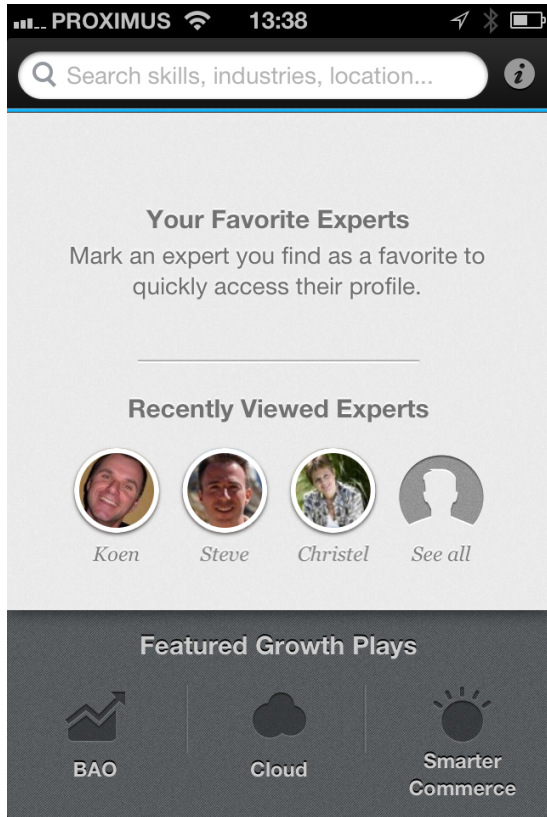 PROXIMUS 13:38
Search skills, industries, location...
Your Favorite Experts
Mark an expert you find as a favorite to
quickly access their profile.
Recently Viewed Experts
Koen Steve Christel See all
Featured Growth Plays
BAO Cloud Smarter
Commerce